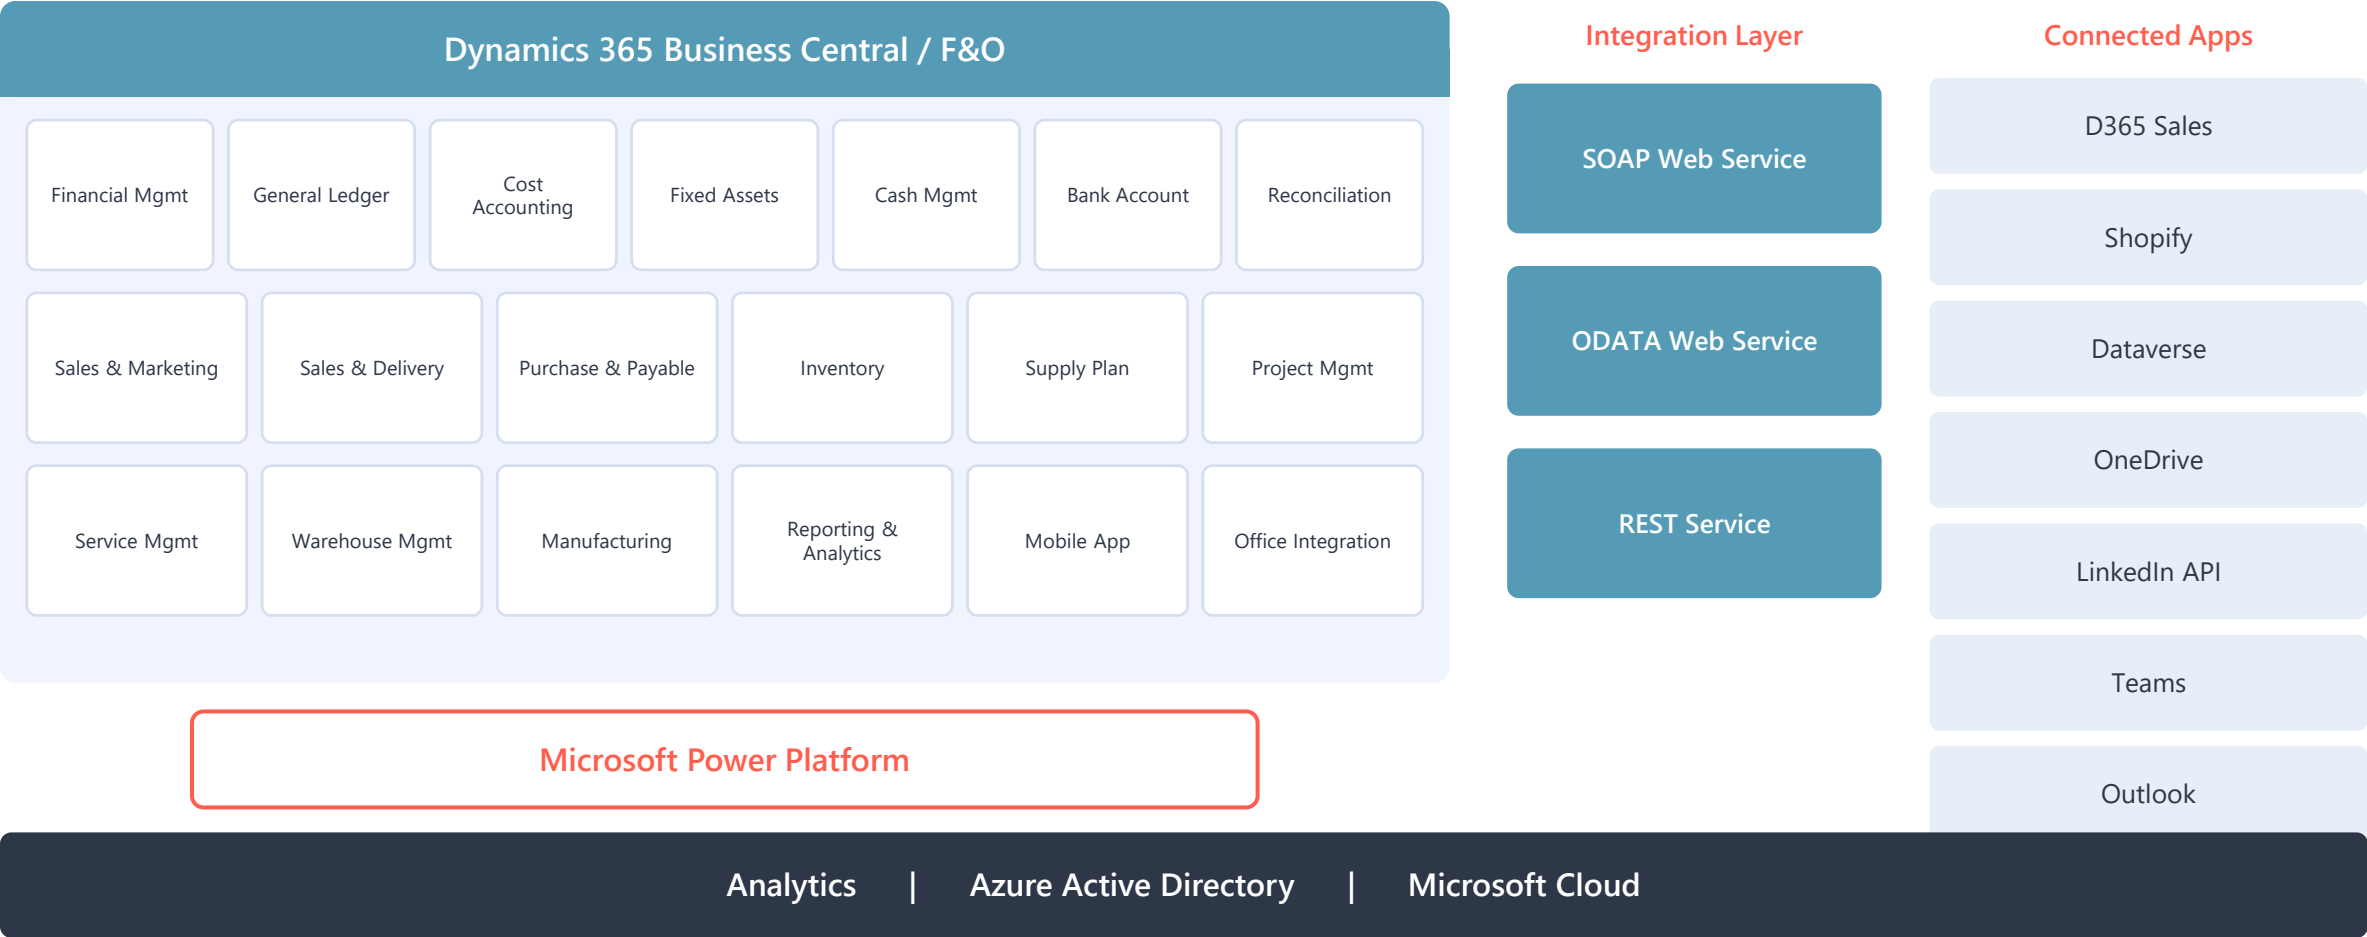 Dynamics 365 Business Central / F&O
Financial Mgmt
General Ledger
Cost
Accounting
Fixed Assets
Cash Mgmt
Bank Account
Reconciliation
Sales & Marketing
Sales & Delivery
Purchase & Payable
Inventory
Supply Plan
Project Mgmt
Service Mgmt
Warehouse Mgmt
Manufacturing
Reporting &
Analytics
Mobile App
Office Integration
Microsoft Power Platform
Integration Layer
SOAP Web Service
ODATA Web Service
REST Service
Connected Apps
D365 Sales
Shopify
Dataverse
OneDrive
LinkedIn API
Teams
Outlook
Analytics | Azure Active Directory | Microsoft Cloud